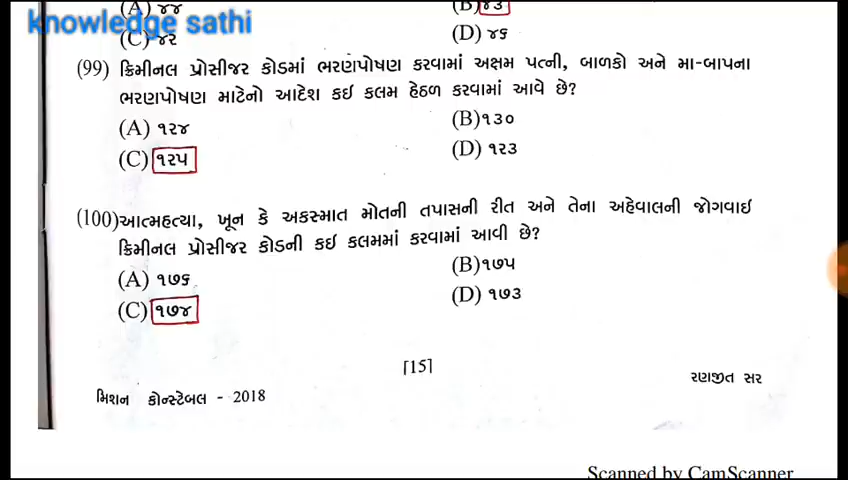 (A) ૪૪
(B) ૪૩
knowledge sathi
(C) ૪૨
(D) ૪૬
(99) ક્રિમીનલ પ્રોસીજર કોડમાં ભરણપોષણ કરવામાં અક્ષમ પત્ની, બાળકો અને મા-બાપના
ભરણપોષણ માટેનો આદેશ કઈ કલમ હેઠળ કરવામાં આવે છે?
(A) ૧૨૪
(B)૧૩૦
(C) ૧૨૫
(D) ૧૨૩
(100)આત્મહત્યા, ખૂન કે અકસ્માત મોતની તપાસની રીત અને તેના અહેવાલની જોગવાઈ
ક્રિમીનલ પ્રોસીજર કોડની કઈ કલમમાં કરવામાં આવી છે?
(A) ૧૭૬
(B)૧૭૫
(C) ૧૭૪
(D) ૧૭૩
[15]
રણજીત સર
મિશન કોન્સ્ટેબલ - 2018
Scanned by CamScanner